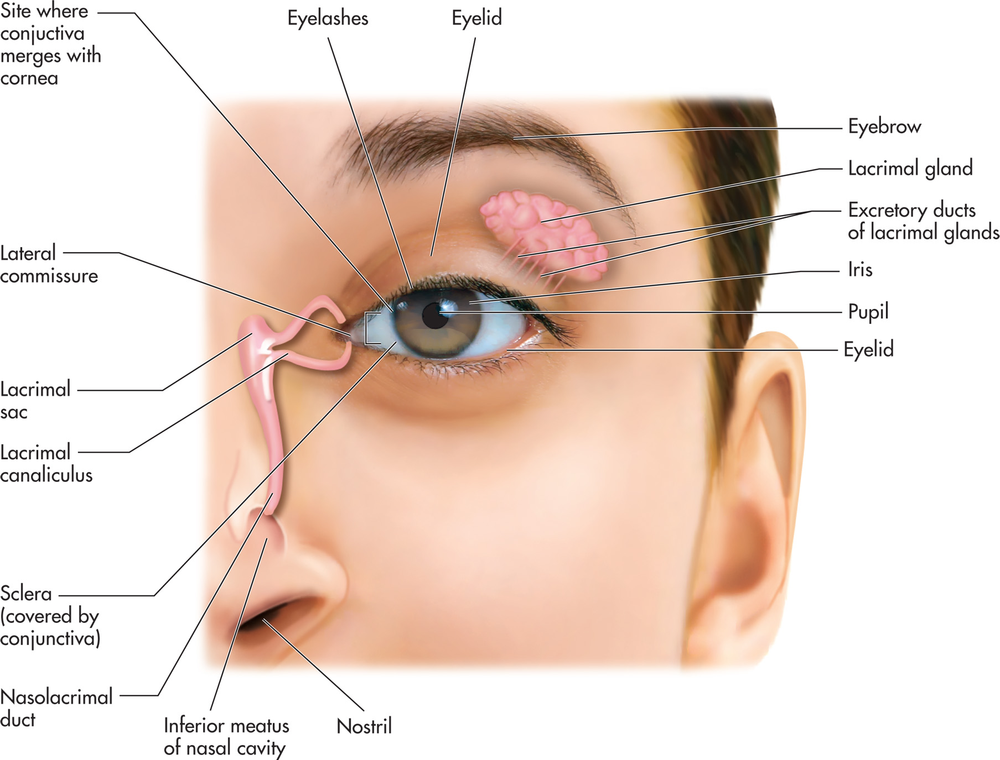 Site where
conjuctiva
merges with
cornea
Eyelashes
Eyelid
Eyebrow
Lacrimal gland
Excretory ducts
of lacrimal glands
Iris
Pupil
Eyelid
Lateral
commissure
Lacrimal
sac
Lacrimal
canaliculus
Sclera
(covered by
conjunctiva)
Nasolacrimal
duct
Inferior meatus
of nasal cavity
Nostril